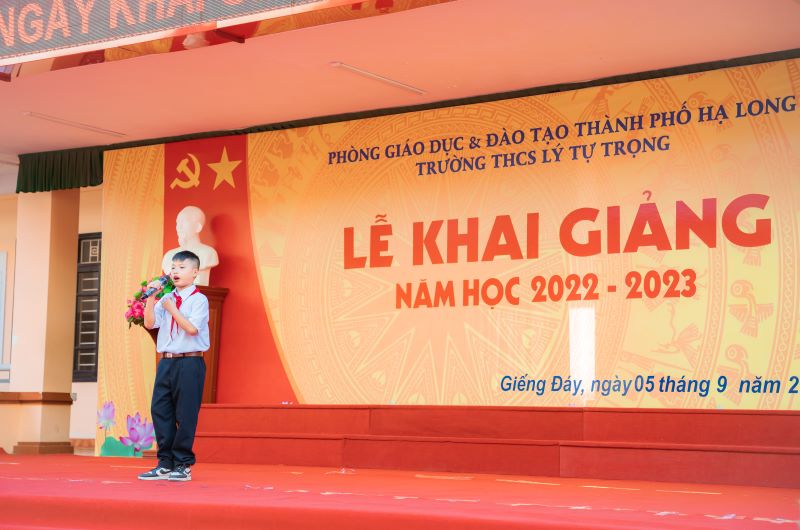 NGÀY KHAI
PHÒNG GIÁO DỤC & ĐÀO TẠO THÀNH PHỐ HẠ LONG
TRƯỜNG THCS LÝ TỰ TRỌNG
LỄ KHAI GIẢNG
NĂM HỌC 2022 - 2023
Giếng Đáy, ngày 05 tháng 9 năm 2